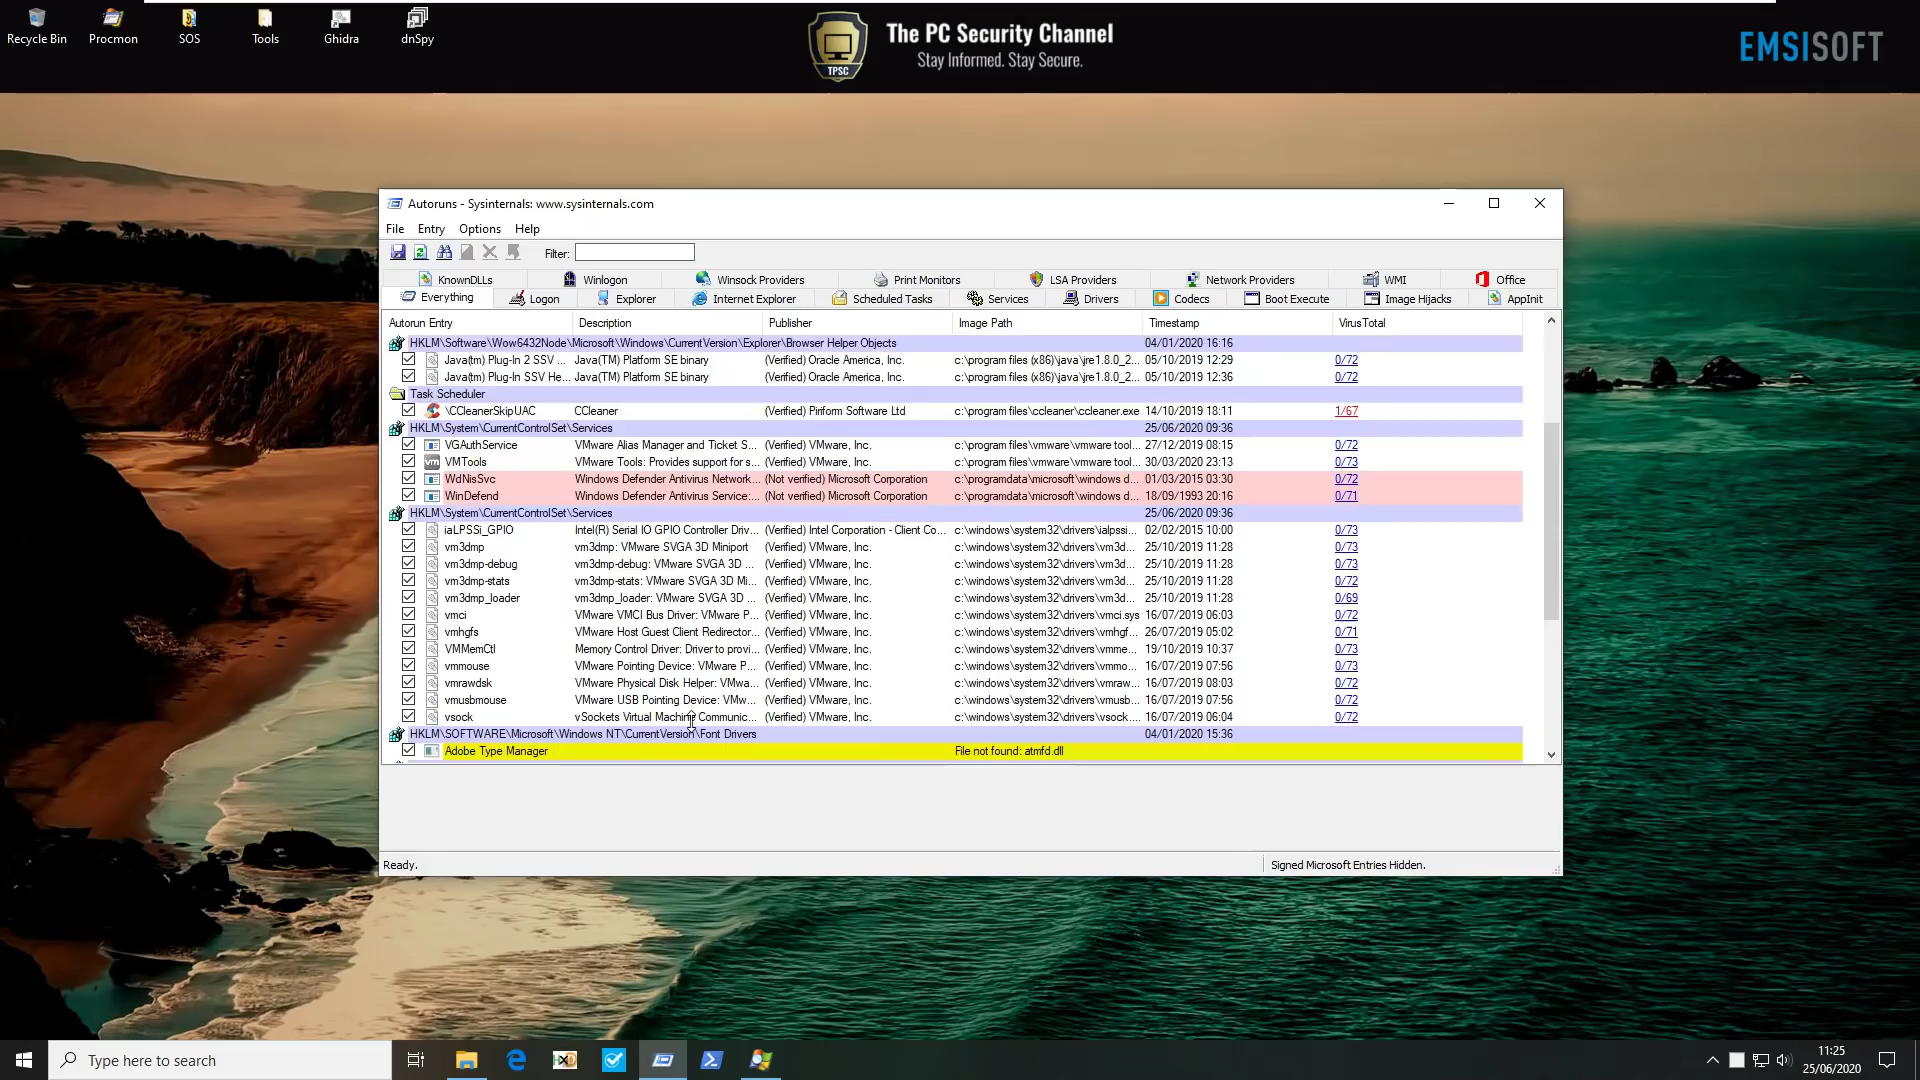 Recycle Bin
Procmon
SOS
Tools
Ghidra
dnSpy
TPSC
The PC Security Channel
Stay Informed. Stay Secure.
EMSISOFT
Autoruns - Sysinternals: www.sysinternals.com
File Entry Options Help
Filter:
KnownDLLs Winlogon Winsock Providers Print Monitors LSA Providers Network Providers WMI Office
Everything Logon Explorer Internet Explorer Scheduled Tasks Services Drivers Codecs Boot Execute Image Hijacks AppInit
Autorun Entry Description Publisher Image Path Timestamp VirusTotal
HKLM\Software\Wow6432Node\Microsoft\Windows\CurrentVersion\Explorer\Browser Helper Objects 04/01/2020 16:16
Java(tm) Plug-In 2 SSV ... Java(TM) Platform SE binary (Verified) Oracle America, Inc. c:\program files (x86)\java\jre1.8.0_2... 05/10/2019 12:29 0/72
Java(tm) Plug-In SSV He... Java(TM) Platform SE binary (Verified) Oracle America, Inc. c:\program files (x86)\java\jre1.8.0_2... 05/10/2019 12:36 0/72
Task Scheduler
\CCleanerSkipUAC CCleaner (Verified) Piriform Software Ltd c:\program files\ccleaner\ccleaner.exe 14/10/2019 18:11 1/67
HKLM\System\CurrentControlSet\Services 25/06/2020 09:36
VGAuthService VMware Alias Manager and Ticket S... (Verified) VMware, Inc. c:\program files\vmware\vmware tool... 27/12/2019 08:15 0/72
VMTools VMware Tools: Provides support for s... (Verified) VMware, Inc. c:\program files\vmware\vmware tool... 30/03/2020 23:13 0/73
WdNisSvc Windows Defender Antivirus Network... (Not verified) Microsoft Corporation c:\programdata\microsoft\windows d... 01/03/2015 03:30 0/72
WinDefend Windows Defender Antivirus Service:... (Not verified) Microsoft Corporation c:\programdata\microsoft\windows d... 18/09/1993 20:16 0/71
HKLM\System\CurrentControlSet\Services 25/06/2020 09:36
iaLPSSi_GPIO Intel(R) Serial IO GPIO Controller Driv... (Verified) Intel Corporation - Client Co... c:\windows\system32\drivers\ialpssi... 02/02/2015 10:00 0/73
vm3dmp vm3dmp: VMware SVGA 3D Miniport (Verified) VMware, Inc. c:\windows\system32\drivers\vm3d... 25/10/2019 11:28 0/73
vm3dmp-debug vm3dmp-debug: VMware SVGA 3D ... (Verified) VMware, Inc. c:\windows\system32\drivers\vm3d... 25/10/2019 11:28 0/73
vm3dmp-stats vm3dmp-stats: VMware SVGA 3D Mi... (Verified) VMware, Inc. c:\windows\system32\drivers\vm3d... 25/10/2019 11:28 0/72
vm3dmp_loader vm3dmp_loader: VMware SVGA 3D ... (Verified) VMware, Inc. c:\windows\system32\drivers\vm3d... 25/10/2019 11:28 0/69
vmci VMware VMCI Bus Driver: VMware P... (Verified) VMware, Inc. c:\windows\system32\drivers\vmci.sys 16/07/2019 06:03 0/72
vmhgfs VMware Host Guest Client Redirector... (Verified) VMware, Inc. c:\windows\system32\drivers\vmhgf... 26/07/2019 05:02 0/71
VMMemCtl Memory Control Driver: Driver to provi... (Verified) VMware, Inc. c:\windows\system32\drivers\vmme... 19/10/2019 10:37 0/73
vmmouse VMware Pointing Device: VMware P... (Verified) VMware, Inc. c:\windows\system32\drivers\vmmo... 16/07/2019 07:56 0/73
vmrawdsk VMware Physical Disk Helper: VMwa... (Verified) VMware, Inc. c:\windows\system32\drivers\vmraw... 16/07/2019 08:03 0/72
vmusbmouse VMware USB Pointing Device: VMw... (Verified) VMware, Inc. c:\windows\system32\drivers\vmusb... 16/07/2019 07:56 0/72
vsock vSockets Virtual Machine Communic... (Verified) VMware, Inc. c:\windows\system32\drivers\vsock.... 16/07/2019 06:04 0/72
HKLM\SOFTWARE\Microsoft\Windows NT\CurrentVersion\Font Drivers 04/01/2020 15:36
Adobe Type Manager File not found: atmfd.dll
Ready. Signed Microsoft Entries Hidden.
Type here to search
11:25
25/06/2020